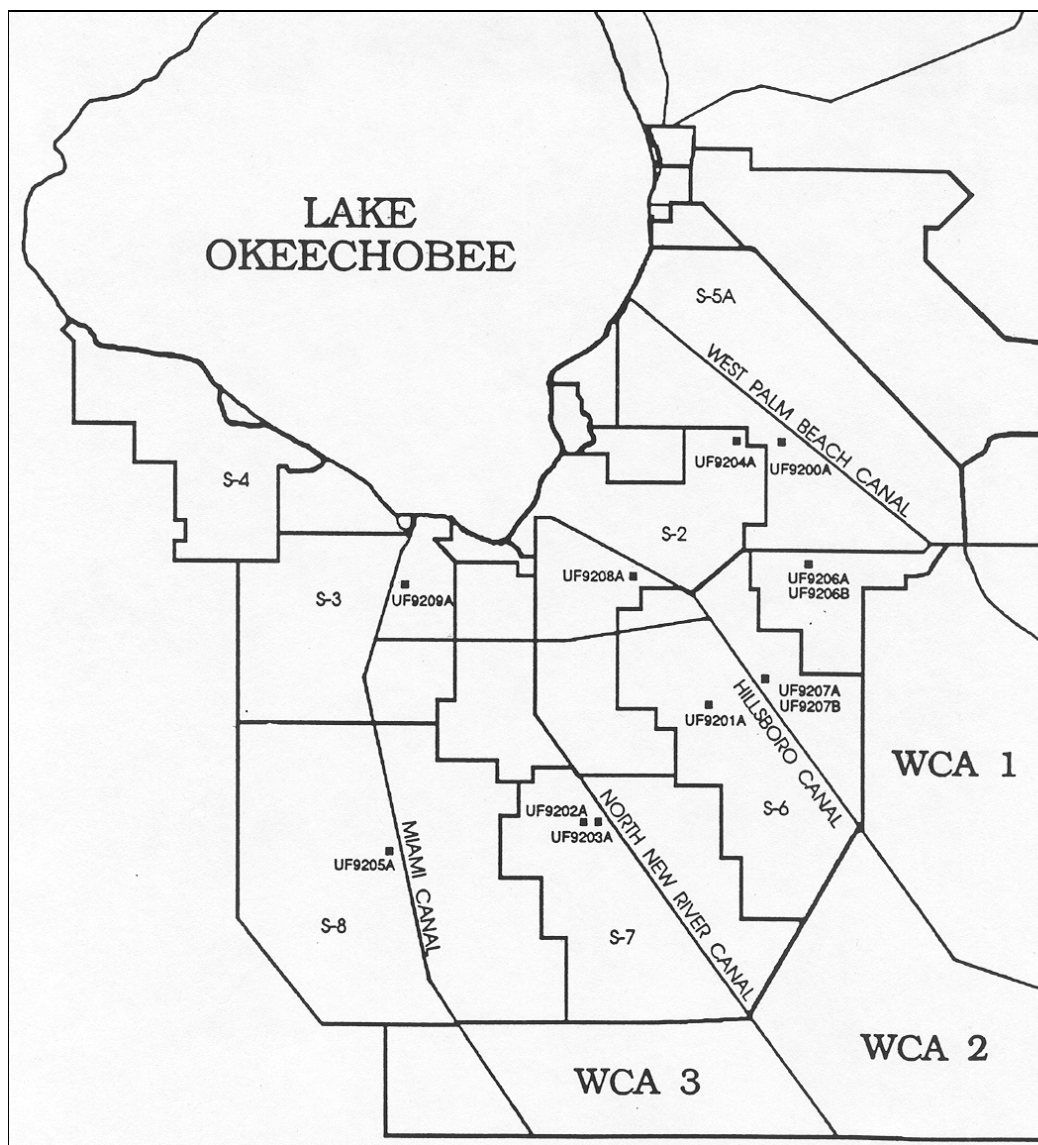 LAKE
OKEECHOBEE
S-5A
WEST PALM BEACH CANAL
UF9204A
UF9200A
S-4
S-2
UF9208A
UF9206A
UF9206B
S-3
UF9209A
UF9207A
UF9207B
UF9201A
HILLSBORO CANAL
WCA 1
UF9202A
UF9203A
NORTH NEW RIVER CANAL
S-6
MIAMI CANAL
UF9205A
S-8
S-7
WCA 2
WCA 3